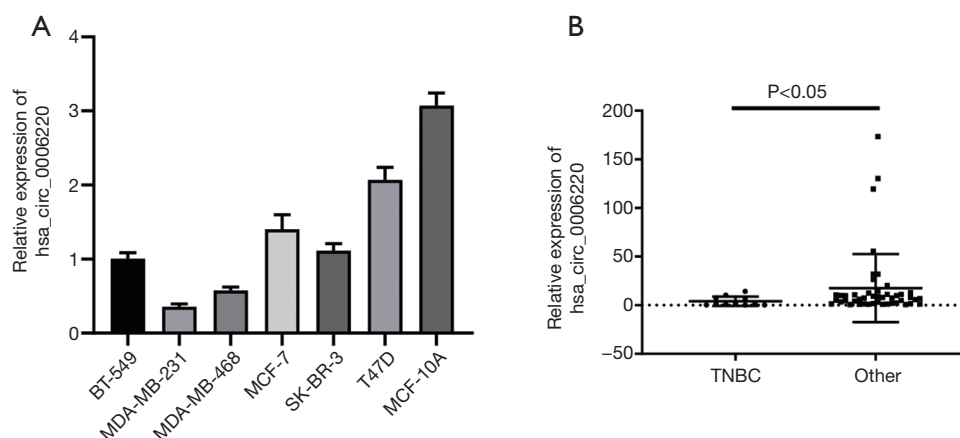 A
Relative expression of
hsa_circ_0006220
4
3
2
1
0
BT-549
MDA-MB-231
MDA-MB-468
MCF-7
SK-BR-3
T47D
MCF-10A
B
P<0.05
Relative expression of
hsa_circ_0006220
200
150
100
50
0
−50
TNBC
Other